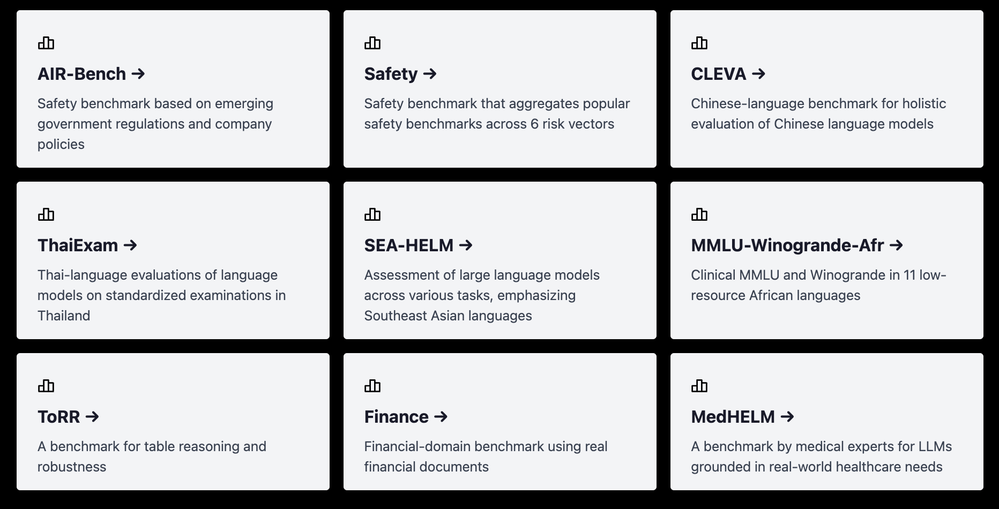 AIR-Bench →
Safety benchmark based on emerging
government regulations and company
policies
Safety →
Safety benchmark that aggregates popular
safety benchmarks across 6 risk vectors
CLEVA →
Chinese-language benchmark for holistic
evaluation of Chinese language models
ThaiExam →
Thai-language evaluations of language
models on standardized examinations in
Thailand
SEA-HELM →
Assessment of large language models
across various tasks, emphasizing
Southeast Asian languages
MMLU-Winogrande-Afr →
Clinical MMLU and Winogrande in 11 low-
resource African languages
ToRR →
A benchmark for table reasoning and
robustness
Finance →
Financial-domain benchmark using real
financial documents
MedHELM →
A benchmark by medical experts for LLMs
grounded in real-world healthcare needs